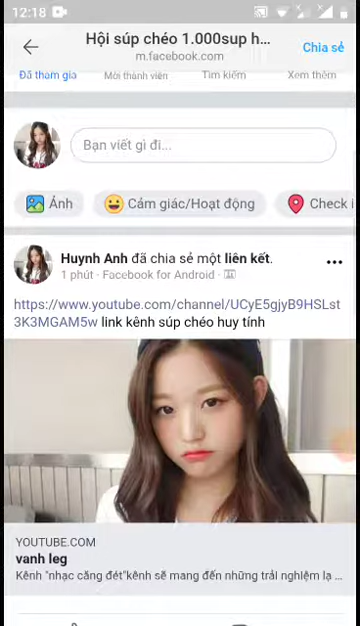 12:18
Hội súp chéo 1.000sup h...
m.facebook.com
Chia sẻ
Đã tham gia
Mời thành viên
Tìm kiếm
Xem thêm
Bạn viết gì đi...
Ảnh
Cảm giác/Hoạt động
Check i
Huynh Anh đã chia sẻ một liên kết.
1 phút · Facebook for Android ·
https://www.youtube.com/channel/UCyE5gjyB9HSLst
3K3MGAM5w link kênh súp chéo huy tính
YOUTUBE.COM
vanh leg
Kênh "nhạc căng đét"kênh sẽ mang đến những trải nghiệm lạ ...